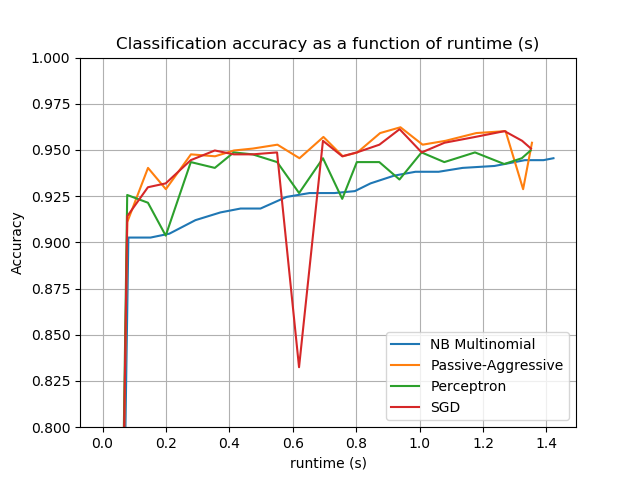 Classification accuracy as a function of runtime (s)
1.000
0.975
0.950
0.925
0.900
0.875
0.850
0.825
0.800
Accuracy
NB Multinomial
Passive-Aggressive
Perceptron
SGD
0.0 0.2 0.4 0.6 0.8 1.0 1.2 1.4
runtime (s)